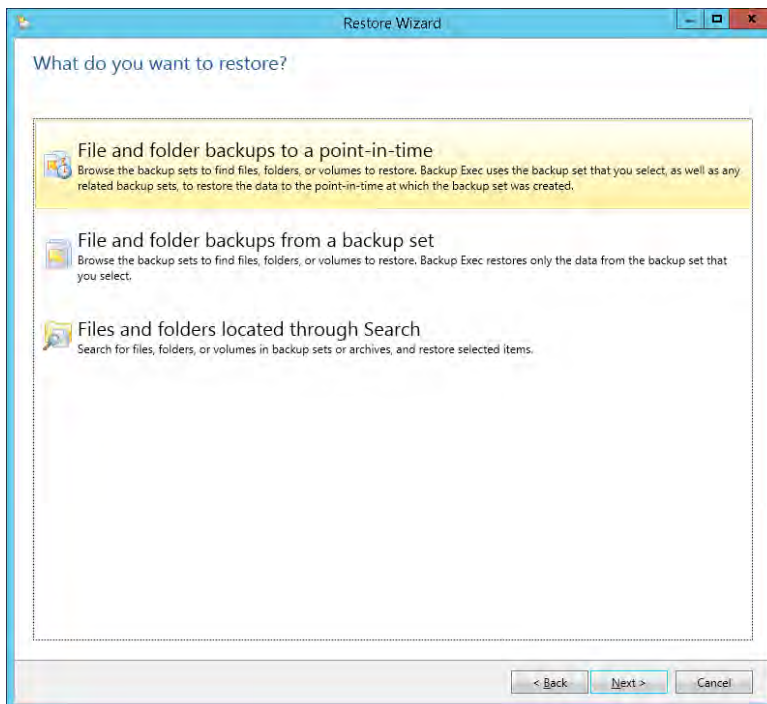 Restore Wizard
What do you want to restore?
File and folder backups to a point-in-time
Browse the backup sets to find files, folders, or volumes to restore. Backup Exec uses the backup set that you select, as well as any
related backup sets, to restore the data to the point-in-time at which the backup set was created.
File and folder backups from a backup set
Browse the backup sets to find files, folders, or volumes to restore. Backup Exec restores only the data from the backup set that
you select.
Files and folders located through Search
Search for files, folders, or volumes in backup sets or archives, and restore selected items.
< Back Next > Cancel